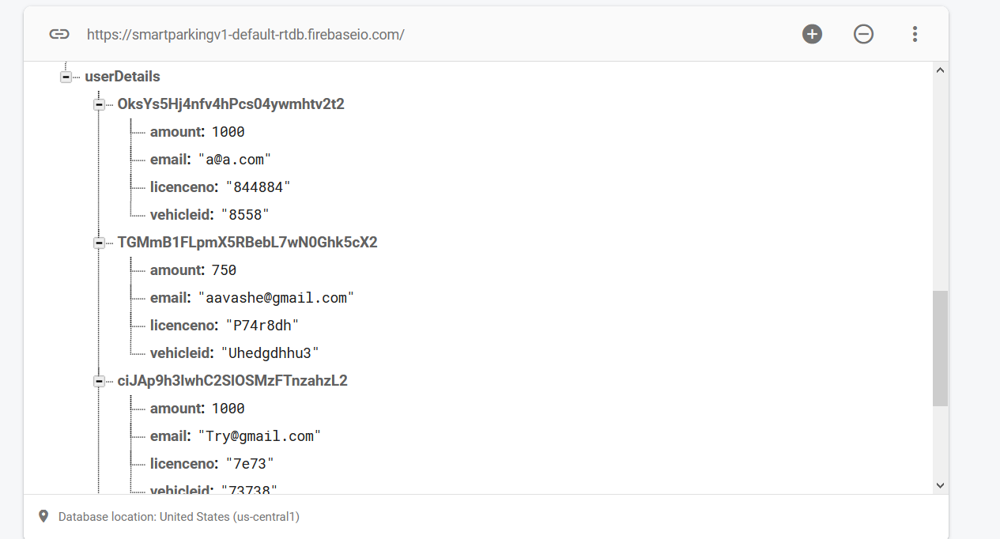 https://smartparkingv1-default-rtdb.firebaseio.com/
userDetails
OksYs5Hj4nfv4hPcs04ywmhtv2t2
amount: 1000
email: "a@a.com"
licenceno: "844884"
vehicleid: "8558"
TGMmB1FLpmX5RBebL7wN0Ghk5cX2
amount: 750
email: "aavashe@gmail.com"
licenceno: "P74r8dh"
vehicleid: "Uhedgdhhu3"
ciJAp9h3lwhC2SlOSMzFTnzahzL2
amount: 1000
email: "Try@gmail.com"
licenceno: "7e73"
vehicleid: "73738"
Database location: United States (us-central1)